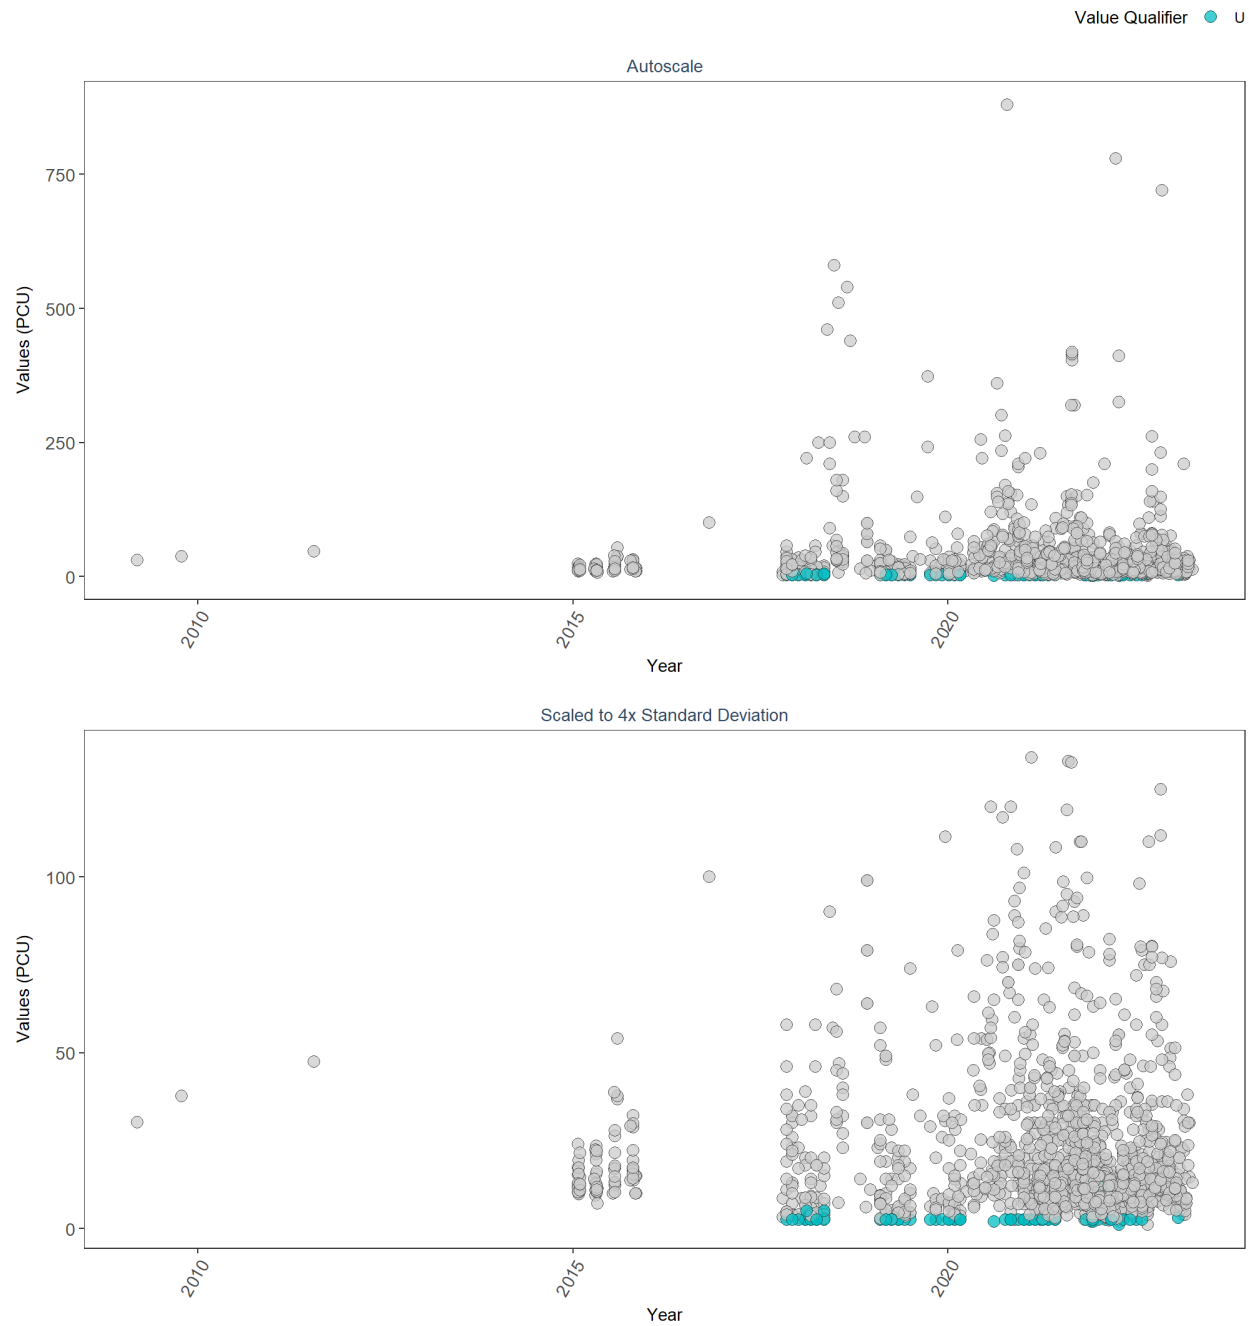 Value Qualifier U
Autoscale
750
500
250
0
Values (PCU)
2010
2015
2020
Year
Scaled to 4x Standard Deviation
100
50
0
Values (PCU)
2010
2015
2020
Year